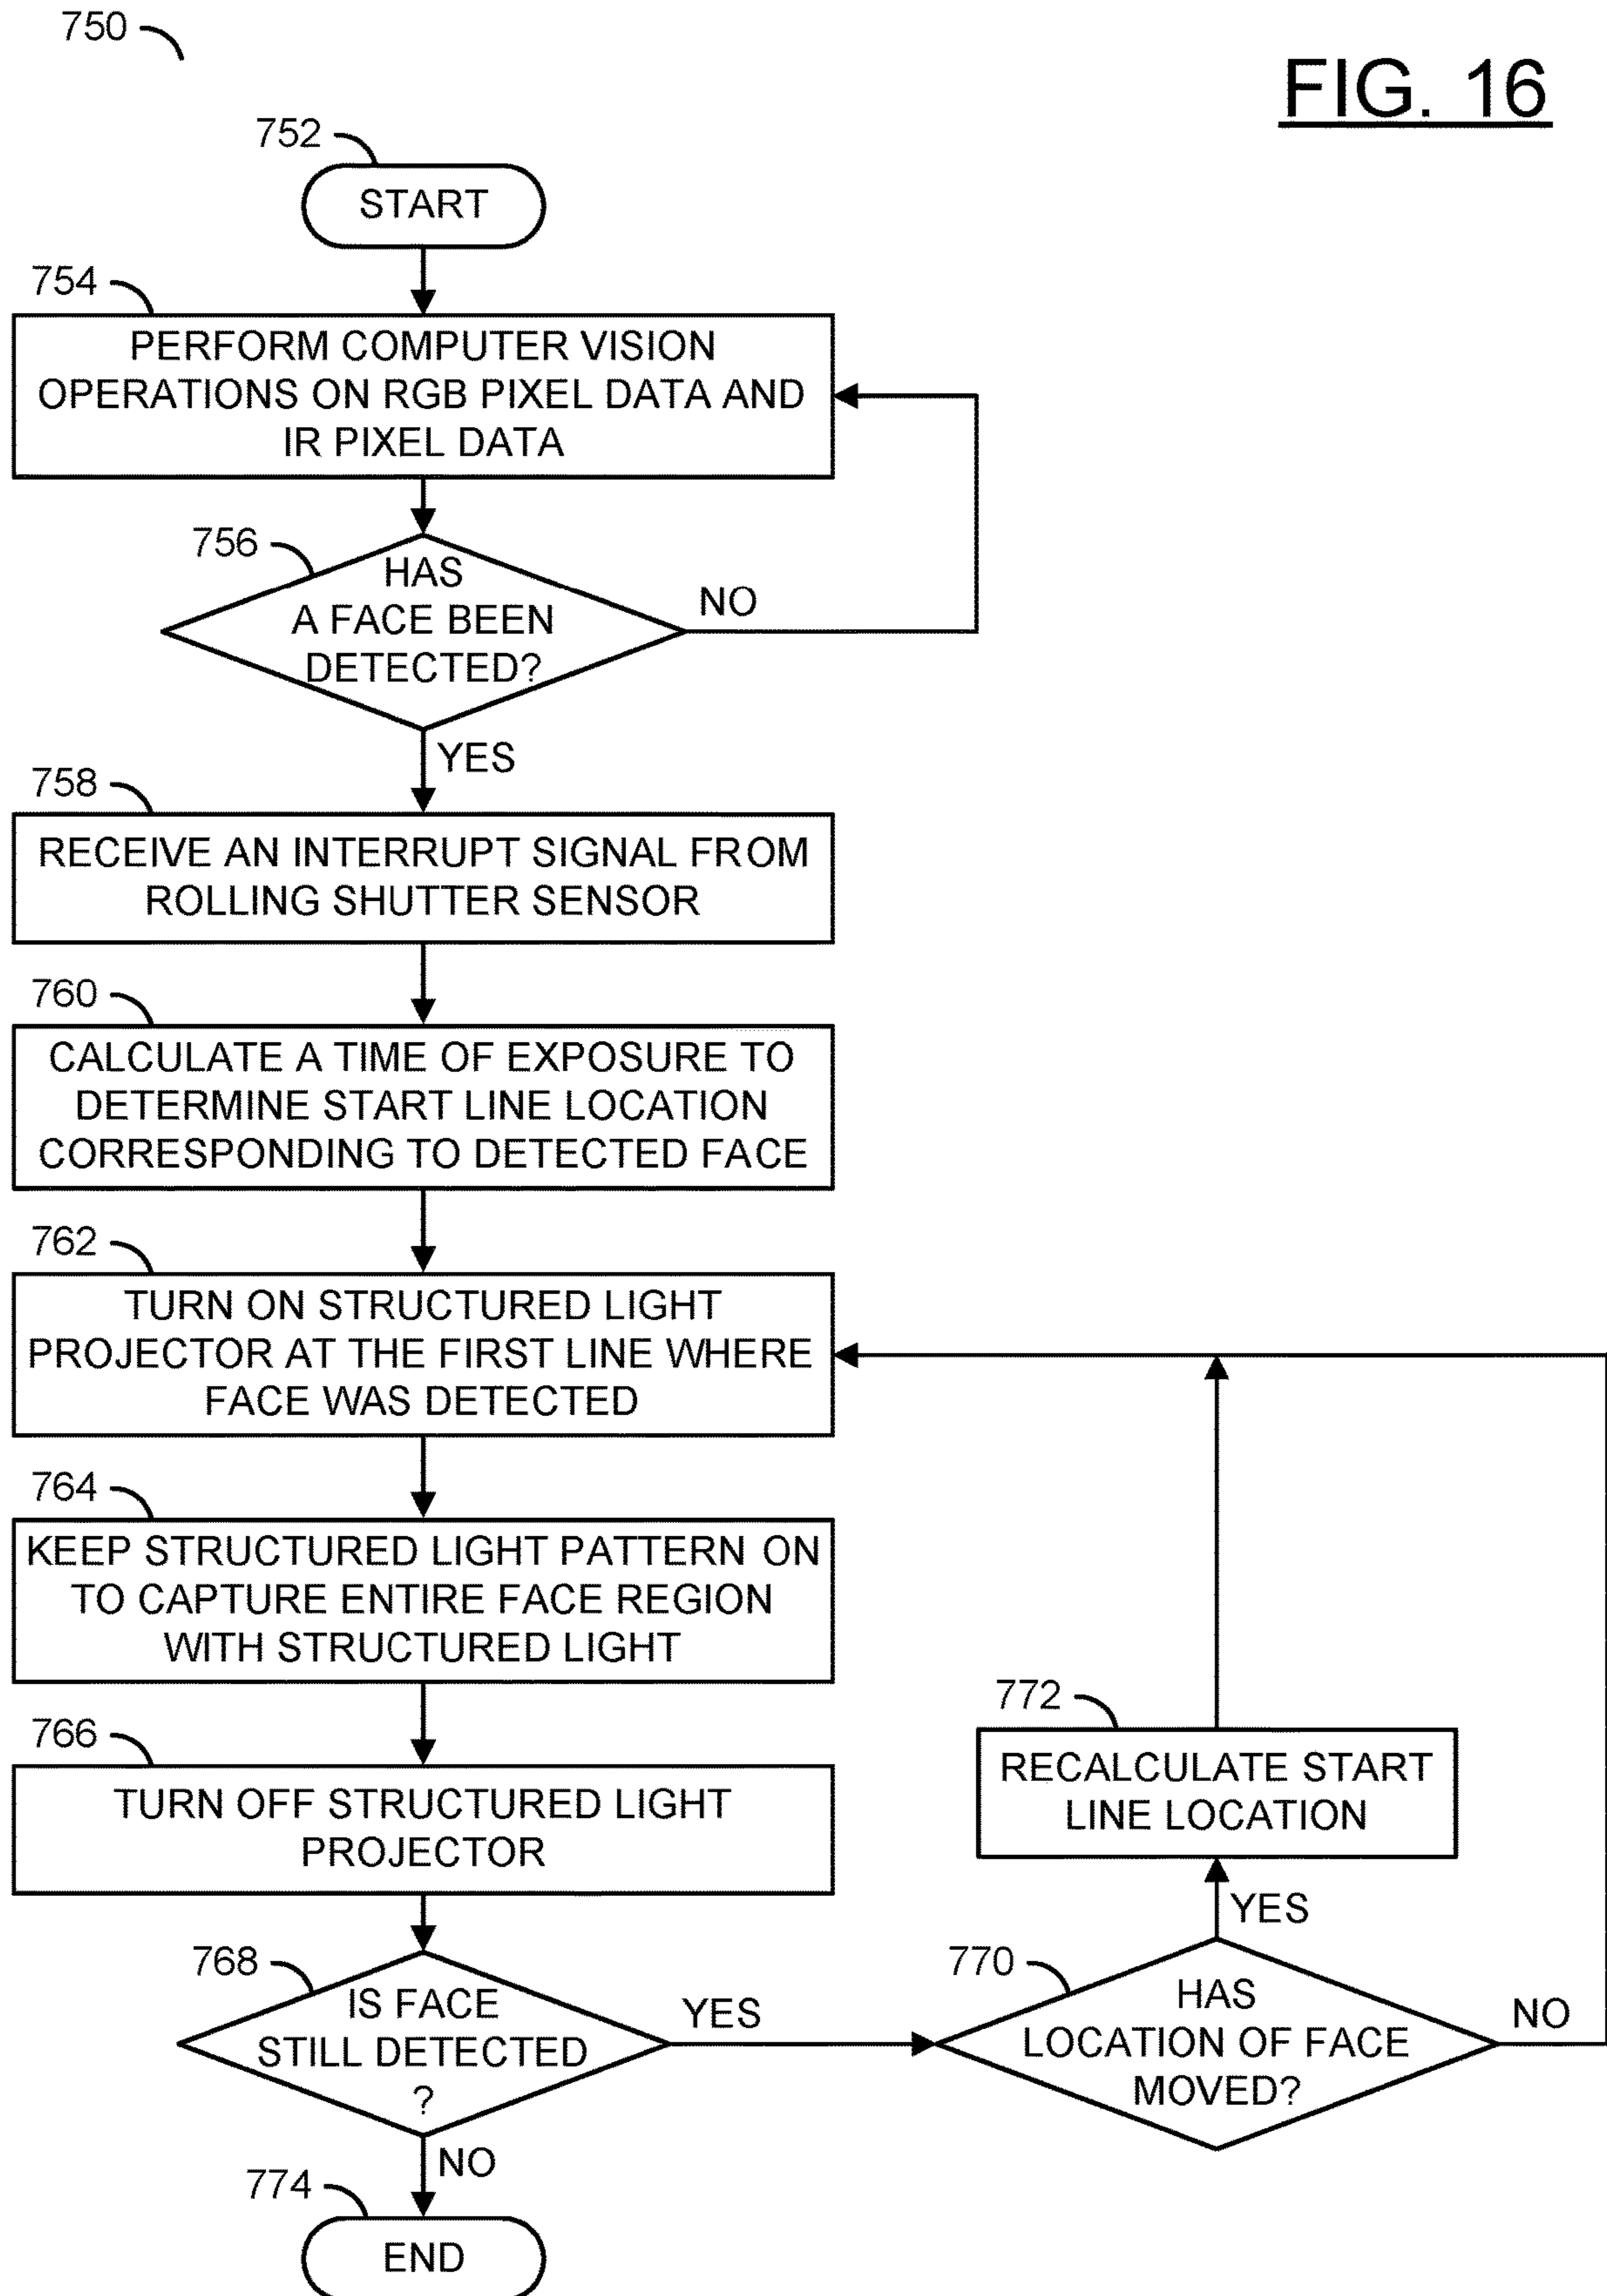 750
FIG. 16
752
START
754
PERFORM COMPUTER VISION
OPERATIONS ON RGB PIXEL DATA AND
IR PIXEL DATA
756
HAS
A FACE BEEN
DETECTED?
NO
YES
758
RECEIVE AN INTERRUPT SIGNAL FROM
ROLLING SHUTTER SENSOR
760
CALCULATE A TIME OF EXPOSURE TO
DETERMINE START LINE LOCATION
CORRESPONDING TO DETECTED FACE
762
TURN ON STRUCTURED LIGHT
PROJECTOR AT THE FIRST LINE WHERE
FACE WAS DETECTED
764
KEEP STRUCTURED LIGHT PATTERN ON
TO CAPTURE ENTIRE FACE REGION
WITH STRUCTURED LIGHT
766
TURN OFF STRUCTURED LIGHT
PROJECTOR
772
RECALCULATE START
LINE LOCATION
YES
768
IS FACE
STILL DETECTED
?
YES
770
HAS
LOCATION OF FACE
MOVED?
NO
NO
774
END